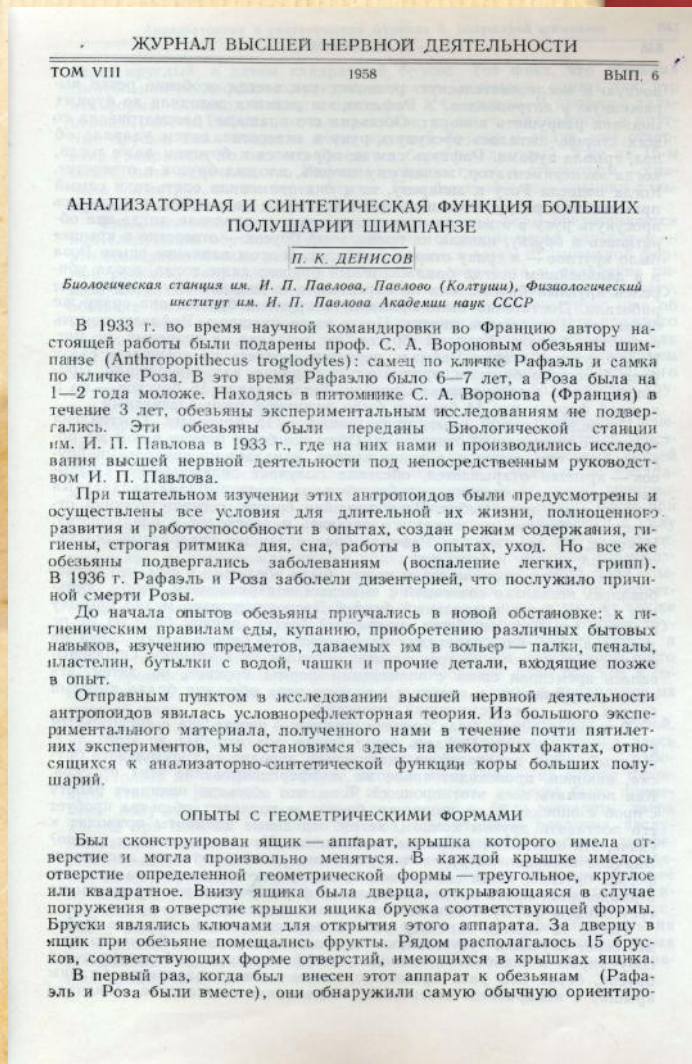 ЖУРНАЛ ВЫСШЕЙ НЕРВНОЙ ДЕЯТЕЛЬНОСТИ
ТОМ VIII 1958 ВЫП. 6
АНАЛИЗАТОРНАЯ И СИНТЕТИЧЕСКАЯ ФУНКЦИЯ БОЛЬШИХ
ПОЛУШАРИЙ ШИМПАНЗЕ
П. К. ДЕНИСОВ
Биологическая станция им. И. П. Павлова, Павлово (Колтуши), Физиологический
институт им. И. П. Павлова Академии наук СССР
В 1933 г. во время научной командировки во Францию автору на-
стоящей работы были подарены проф. С. А. Вороновым обезьяны шим-
панзе (Anthropopithecus troglodytes): самец по кличке Рафаэль и самка
по кличке Роза. В это время Рафаэлю было 6—7 лет, а Роза была на
1—2 года моложе. Находясь в питомнике С. А. Воронова (Франция) в
течение 3 лет, обезьяны экспериментальным исследованиям не подвер-
гались. Эти обезьяны были переданы Биологической станции
им. И. П. Павлова в 1933 г., где на них нами и производились исследо-
вания высшей нервной деятельности под непосредственным руководст-
вом И. П. Павлова.
При тщательном изучении этих антропоидов были предусмотрены и
осуществлены все условия для длительной их жизни, полноценного
развития и работоспособности в опытах, создан режим содержания, ги-
гиены, строгая ритмика дня, сна, работы в опытах, уход. Но все же
обезьяны подвергались заболеваниям (воспаление легких, грипп).
В 1936 г. Рафаэль и Роза заболели дизентерией, что послужило причи-
ной смерти Розы.
До начала опытов обезьяны приучались в новой обстановке: к ги-
гиеническим правилам еды, купанию, приобретению различных бытовых
навыков, изучению предметов, даваемых им в вольер — палки, пеналы,
пластелин, бутылки с водой, чашки и прочие детали, входящие позже
в опыт.
Отправным пунктом в исследовании высшей нервной деятельности
антропоидов явилась условнорефлекторная теория. Из большого экспе-
риментального материала, полученного нами в течение почти пятилет-
них экспериментов, мы остановимся здесь на некоторых фактах, отно-
сящихся к анализаторно-синтетической функции коры больших полу-
шарий.
ОПЫТЫ С ГЕОМЕТРИЧЕСКИМИ ФОРМАМИ
Был сконструирован ящик — аппарат, крышка которого имела от-
верстие и могла произвольно меняться. В каждой крышке имелось
отверстие определенной геометрической формы — треугольное, круглое
или квадратное. Внизу ящика была дверца, открывающаяся в случае
погружения в отверстие крышки ящика бруска соответствующей формы.
Бруски являлись ключами для открытия этого аппарата. За дверцу в
ящик при обезьяне помещались фрукты. Рядом располагалось 15 брус-
ков, соответствующих форме отверстий, имеющихся в крышках ящика.
В первый раз, когда был внесен этот аппарат к обезьянам (Рафа-
эль и Роза были вместе), они обнаружили самую обычную ориентиро-